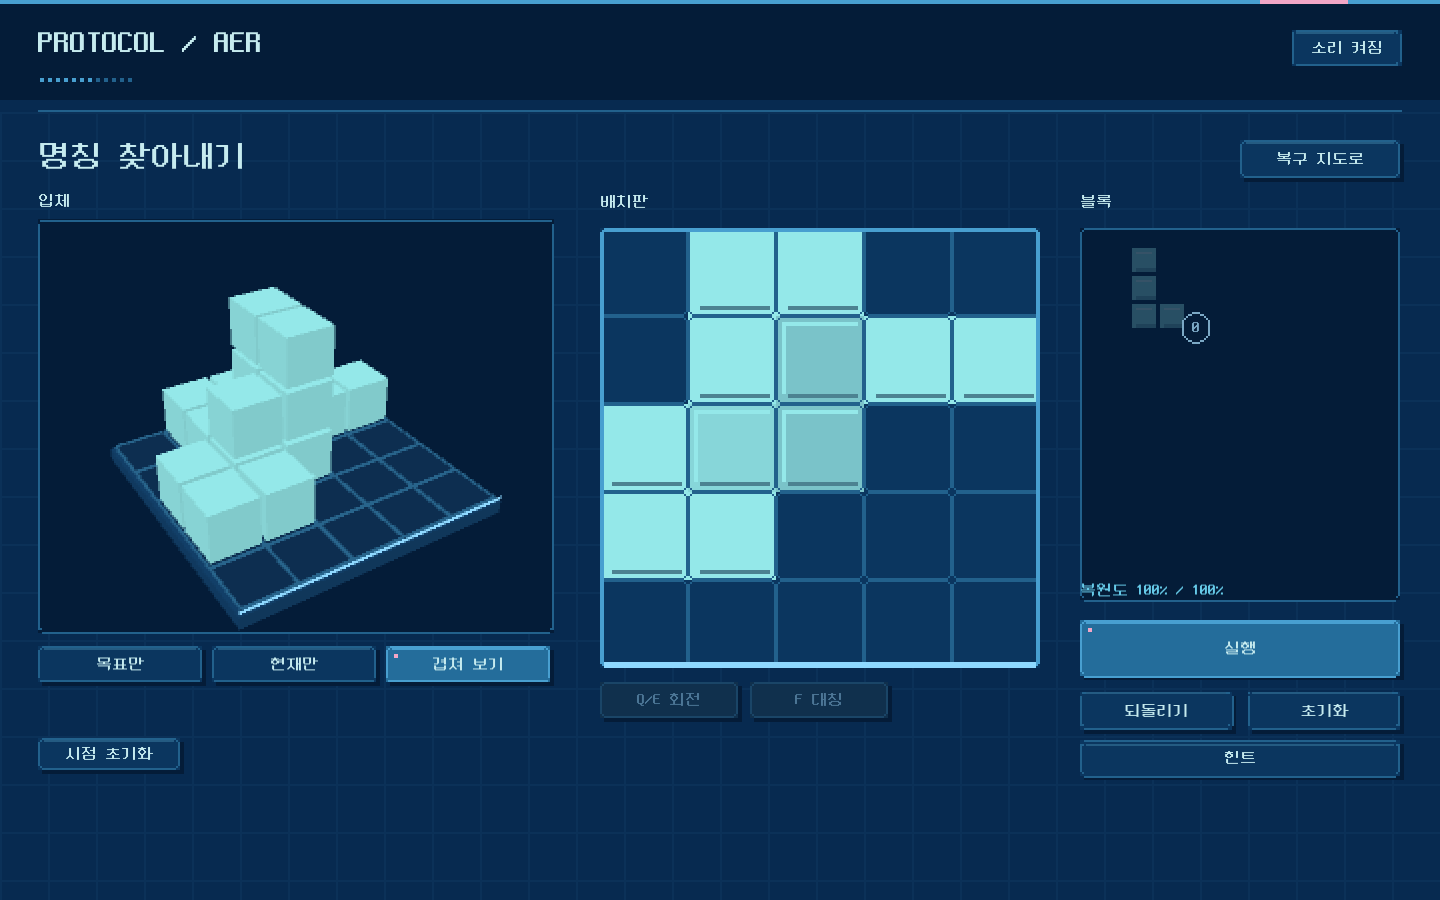 PROTOCOL / AER
소리 켜짐
명칭 찾아내기
복구 지도로
입체
배치판
블록
0
복원도 100% / 100%
실행
목표만
현재만
겹쳐 보기
Q/E 회전
F 대칭
되돌리기
초기화
시점 초기화
힌트